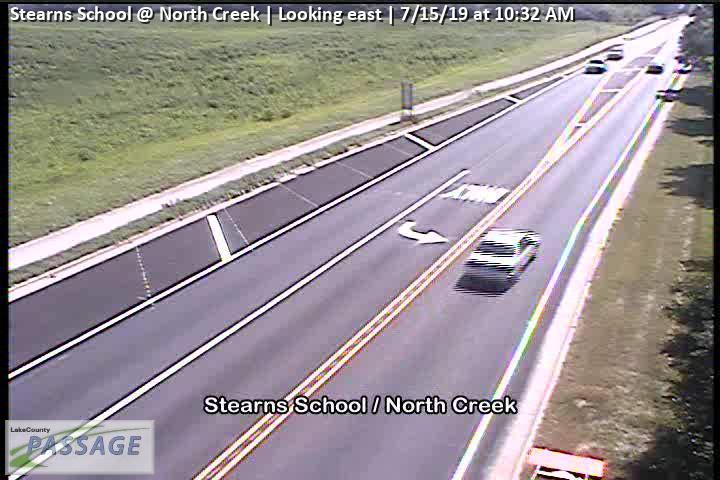 Stearns School @ North Creek | Looking east | 7/15/19 at 10:32 AM
ONLY
Stearns School / North Creek
LakeCounty
PASSAGE